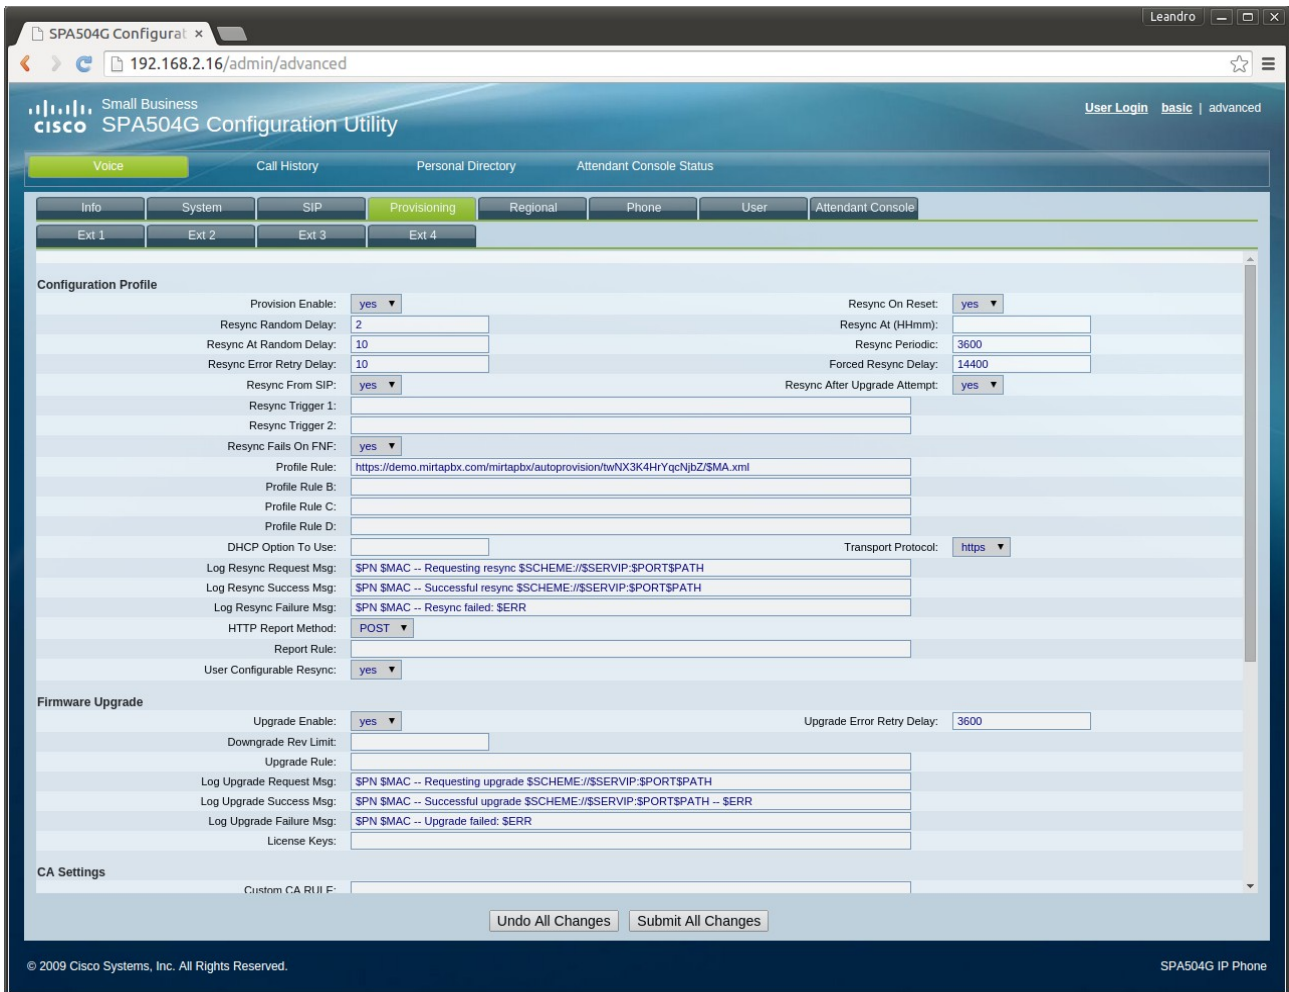 Leandro
SPA504G Configurat
192.168.2.16/admin/advanced
Small Business
cisco SPA504G Configuration Utility
User Login basic | advanced
Voice Call History Personal Directory Attendant Console Status
Info System SIP Provisioning Regional Phone User Attendant Console
Ext 1 Ext 2 Ext 3 Ext 4
Configuration Profile
Provision Enable: yes Resync On Reset: yes
Resync Random Delay: 2 Resync At (HHmm):
Resync At Random Delay: 10 Resync Periodic: 3600
Resync Error Retry Delay: 10 Forced Resync Delay: 14400
Resync From SIP: yes Resync After Upgrade Attempt: yes
Resync Trigger 1:
Resync Trigger 2:
Resync Fails On FNF: yes
Profile Rule: https://demo.mirtapbx.com/mirtapbx/autoprovision/twNX3K4HrYqcNjbZ/$MA.xml
Profile Rule B:
Profile Rule C:
Profile Rule D:
DHCP Option To Use: Transport Protocol: https
Log Resync Request Msg: $PN $MAC -- Requesting resync $SCHEME://$SERVIP:$PORT$PATH
Log Resync Success Msg: $PN $MAC -- Successful resync $SCHEME://$SERVIP:$PORT$PATH
Log Resync Failure Msg: $PN $MAC -- Resync failed: $ERR
HTTP Report Method: POST
Report Rule:
User Configurable Resync: yes
Firmware Upgrade
Upgrade Enable: yes Upgrade Error Retry Delay: 3600
Downgrade Rev Limit:
Upgrade Rule:
Log Upgrade Request Msg: $PN $MAC -- Requesting upgrade $SCHEME://$SERVIP:$PORT$PATH
Log Upgrade Success Msg: $PN $MAC -- Successful upgrade $SCHEME://$SERVIP:$PORT$PATH -- $ERR
Log Upgrade Failure Msg: $PN $MAC -- Upgrade failed: $ERR
License Keys:
CA Settings
Custom CA RULE:
Undo All Changes Submit All Changes
© 2009 Cisco Systems, Inc. All Rights Reserved. SPA504G IP Phone